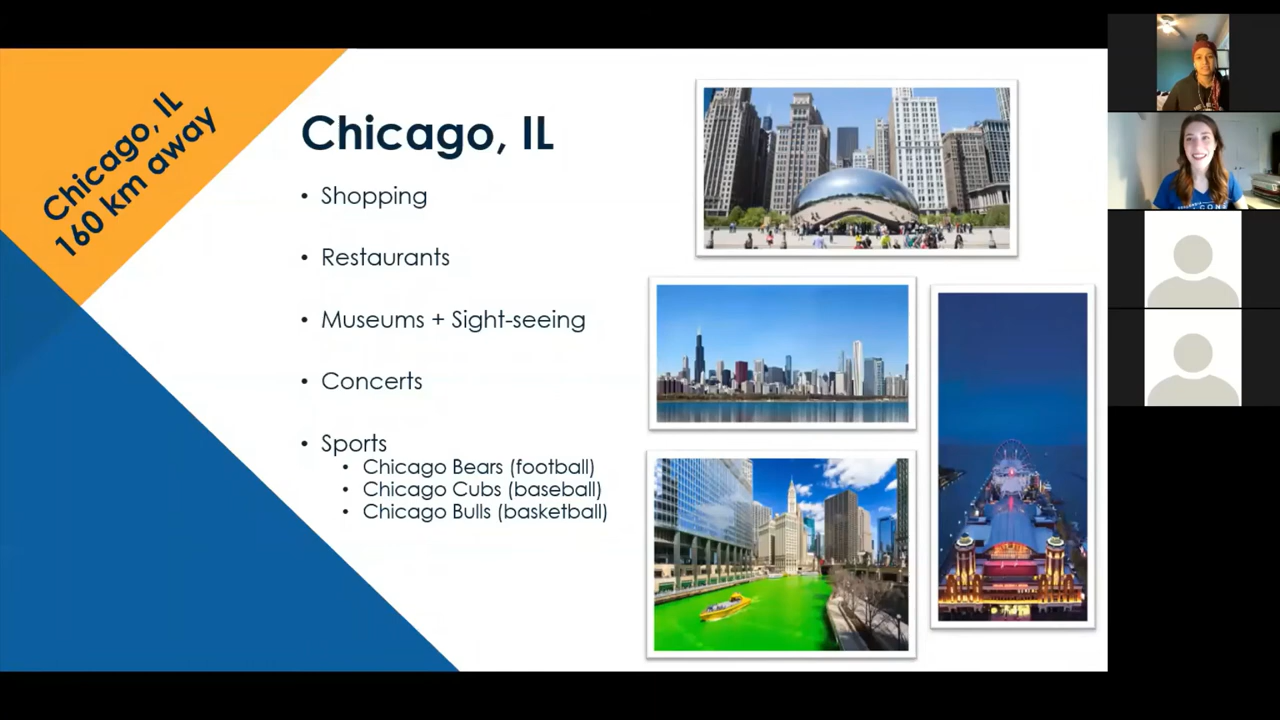 Chicago, IL
160 km away
Chicago, IL
• Shopping
• Restaurants
• Museums + Sight-seeing
• Concerts
• Sports
• Chicago Bears (football)
• Chicago Cubs (baseball)
• Chicago Bulls (basketball)